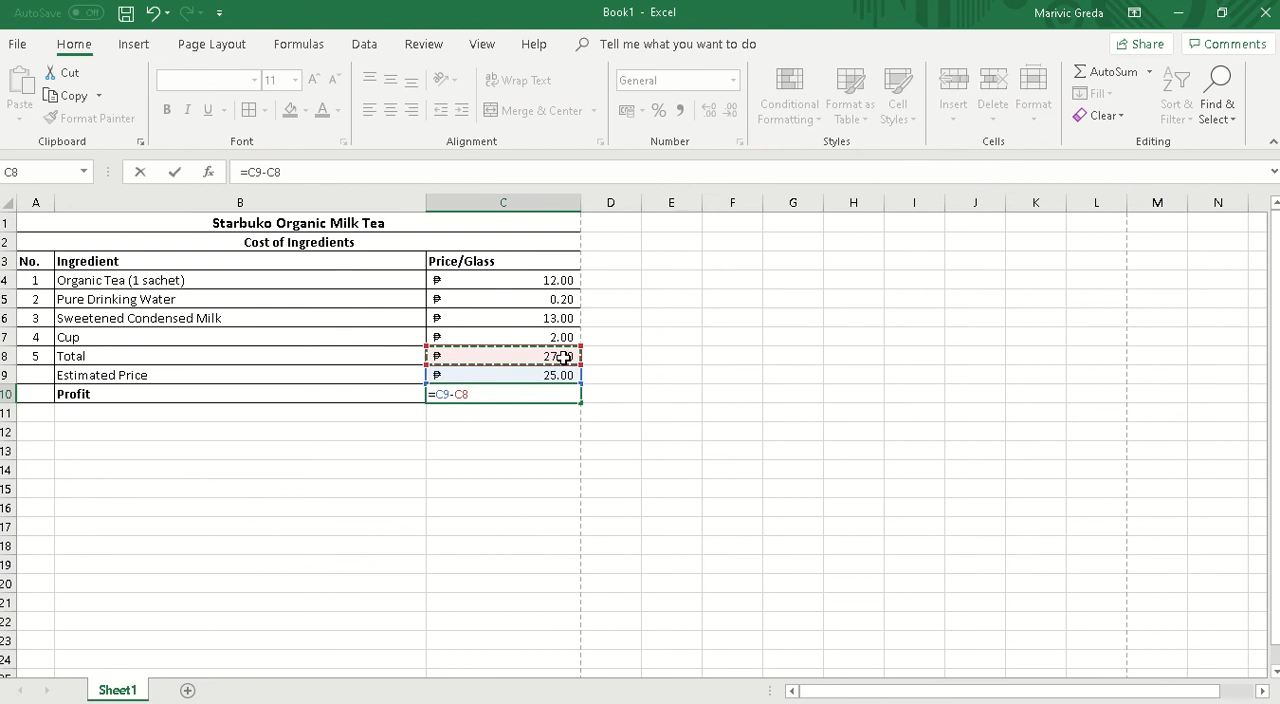 AutoSave Off Book1 - Excel Marivic Greda
File Home Insert Page Layout Formulas Data Review View Help Tell me what you want to do Share Comments
Paste Cut Copy Format Painter
11 A A
B I U A
Wrap Text
Merge & Center
General
% ,
Conditional Formatting Format as Table Cell Styles
Insert Delete Format
AutoSum
Fill
Clear
Sort & Filter Find & Select
Clipboard Font Alignment Number Styles Cells Editing
C8 fx =C9-C8
A B C D E F G H I J K L M N
1 Starbuko Organic Milk Tea
2 Cost of Ingredients
3 No. Ingredient Price/Glass
4 1 Organic Tea (1 sachet) ₱ 12.00
5 2 Pure Drinking Water ₱ 0.20
6 3 Sweetened Condensed Milk ₱ 13.00
7 4 Cup ₱ 2.00
8 5 Total ₱
9 Estimated Price ₱ 25.00
10 Profit =C9-C8
11
12
13
14
15
16
17
18
19
20
21
22
23
24
Sheet1